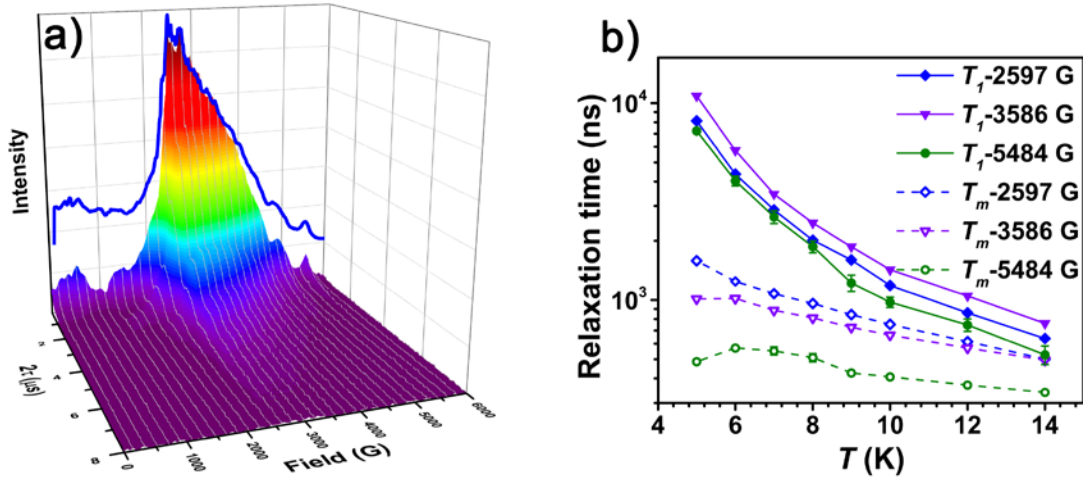 a)
Intensity
2τ (μs)
2
4
6
8
Field (G)
0
1000
2000
3000
4000
5000
6000
b)
Relaxation time (ns)
10⁴
10³
T₁-2597 G
T₁-3586 G
T₁-5484 G
Tₘ-2597 G
Tₘ-3586 G
Tₘ-5484 G
4 6 8 10 12 14
T (K)